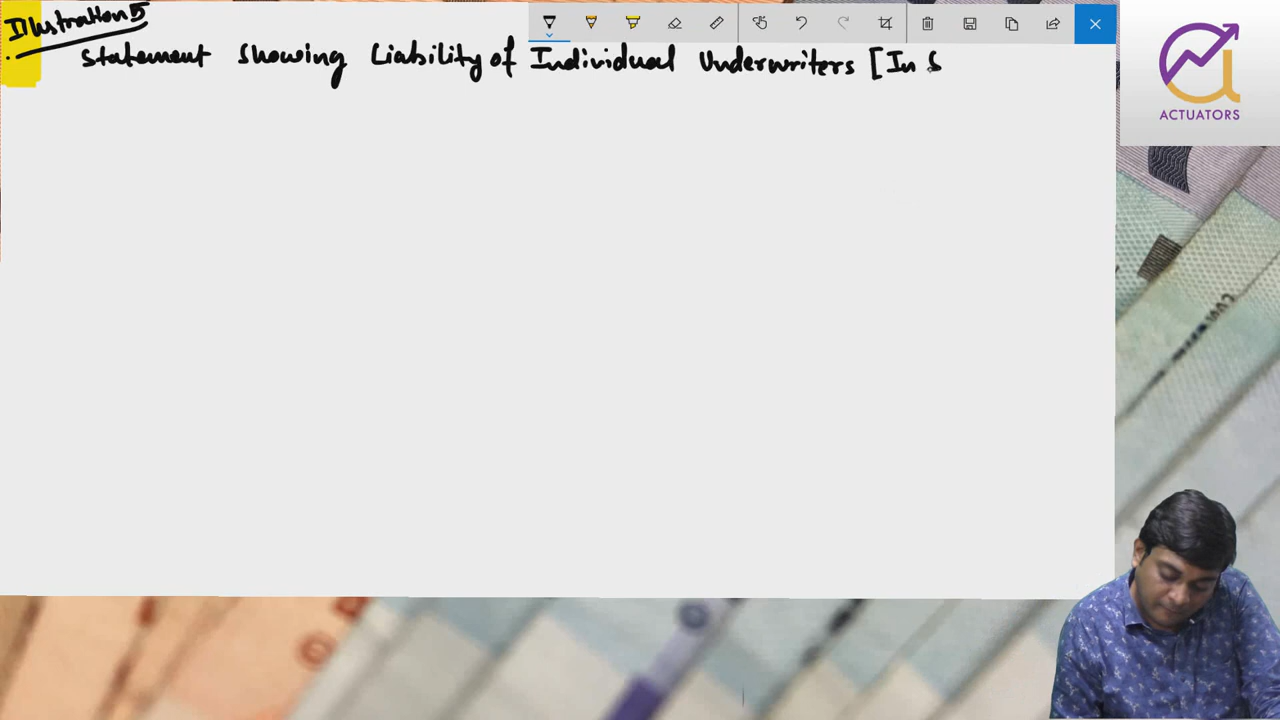 Illustration 5
Statement Showing Liability of Individual Underwriters [In S
ACTUATORS